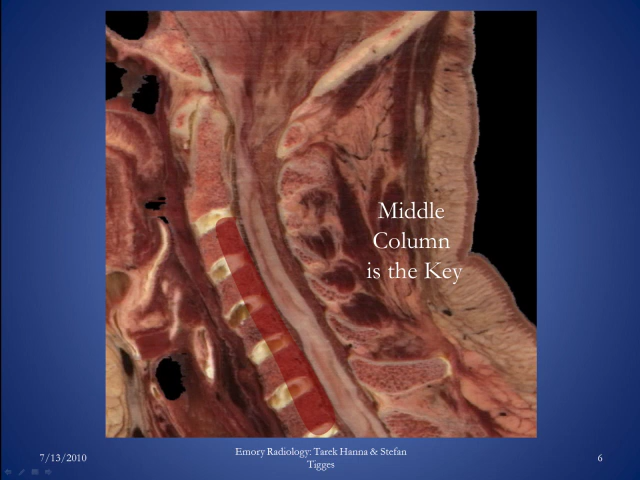 Middle
Column
is the Key
7/13/2010
Emory Radiology: Tarek Hanna & Stefan
Tigges
6